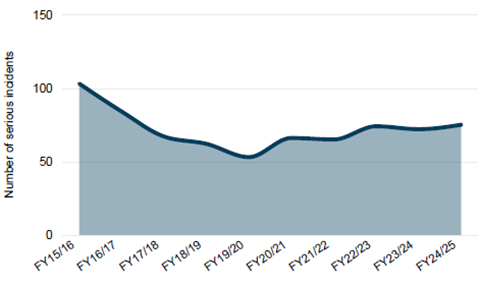 150
100
50
0
Number of serious incidents
FY15/16
FY16/17
FY17/18
FY18/19
FY19/20
FY20/21
FY21/22
FY22/23
FY23/24
FY24/25